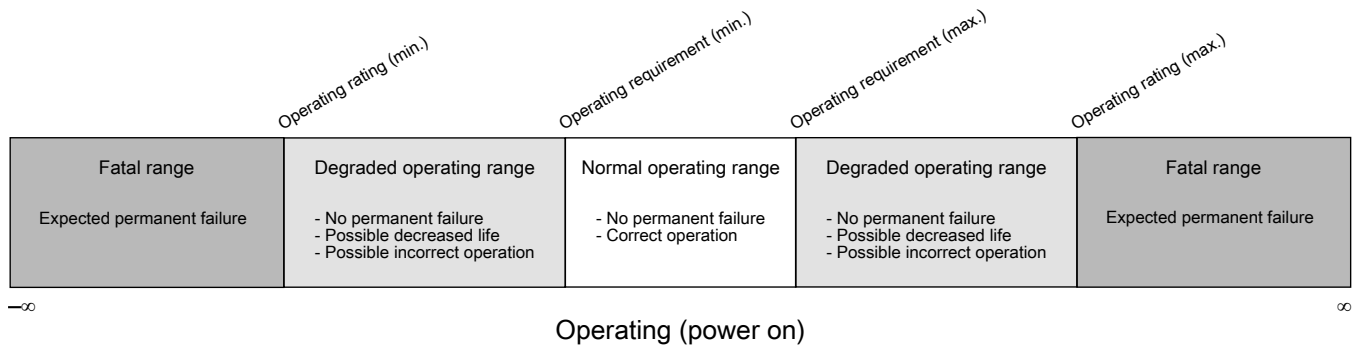 Operating rating (min.)
Operating requirement (min.)
Operating requirement (max.)
Operating rating (max.)
Fatal range
Expected permanent failure
Degraded operating range
- No permanent failure
- Possible decreased life
- Possible incorrect operation
Normal operating range
- No permanent failure
- Correct operation
Degraded operating range
- No permanent failure
- Possible decreased life
- Possible incorrect operation
Fatal range
Expected permanent failure
–∞
∞
Operating (power on)